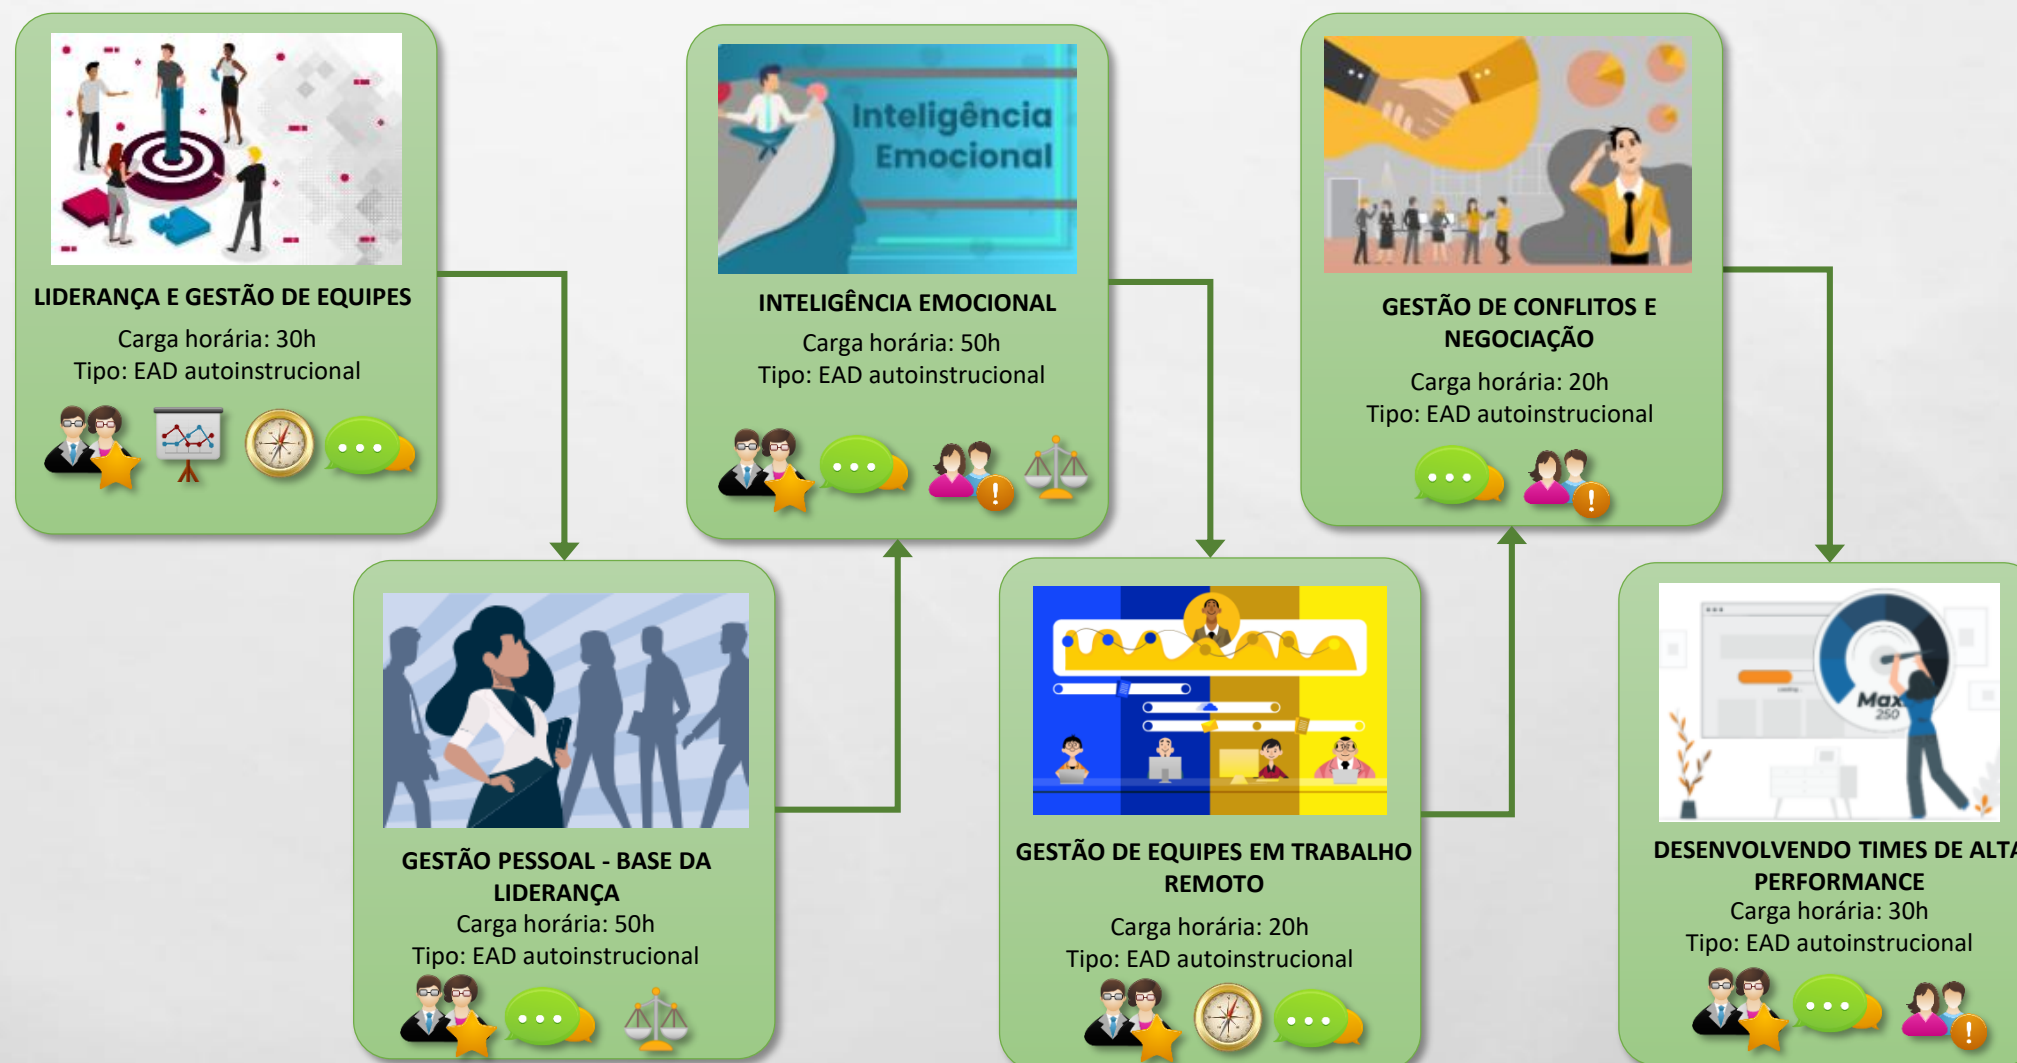 LIDERANÇA E GESTÃO DE EQUIPES
Carga horária: 30h
Tipo: EAD autoinstrucional
GESTÃO PESSOAL - BASE DA
LIDERANÇA
Carga horária: 50h
Tipo: EAD autoinstrucional
Inteligência
Emocional
INTELIGÊNCIA EMOCIONAL
Carga horária: 50h
Tipo: EAD autoinstrucional
GESTÃO DE EQUIPES EM TRABALHO
REMOTO
Carga horária: 20h
Tipo: EAD autoinstrucional
GESTÃO DE CONFLITOS E
NEGOCIAÇÃO
Carga horária: 20h
Tipo: EAD autoinstrucional
Max
250
DESENVOLVENDO TIMES DE ALTA
PERFORMANCE
Carga horária: 30h
Tipo: EAD autoinstrucional